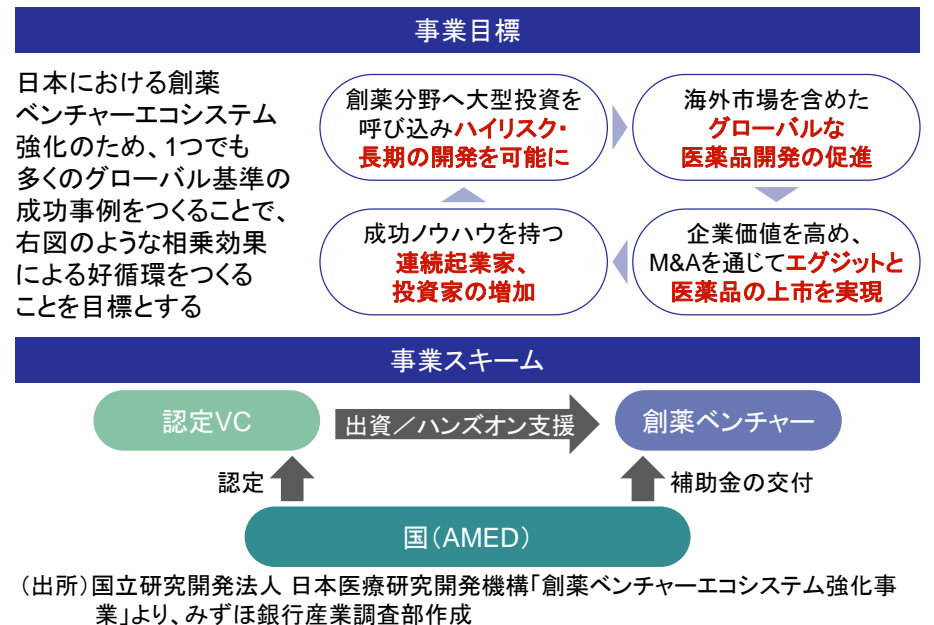 事業目標
日本における創薬
ベンチャーエコシステム
強化のため、1つでも
多くのグローバル基準の
成功事例をつくることで、
右図のような相乗効果
による好循環をつくる
ことを目標とする
創薬分野へ大型投資を
呼び込みハイリスク・
長期の開発を可能に
海外市場を含めた
グローバルな
医薬品開発の促進
企業価値を高め、
M&Aを通じてエグジットと
医薬品の上市を実現
成功ノウハウを持つ
連続起業家、
投資家の増加
事業スキーム
認定VC
出資／ハンズオン支援
創薬ベンチャー
認定
補助金の交付
国（AMED）
（出所）国立研究開発法人 日本医療研究開発機構「創薬ベンチャーエコシステム強化事
業」より、みずほ銀行産業調査部作成